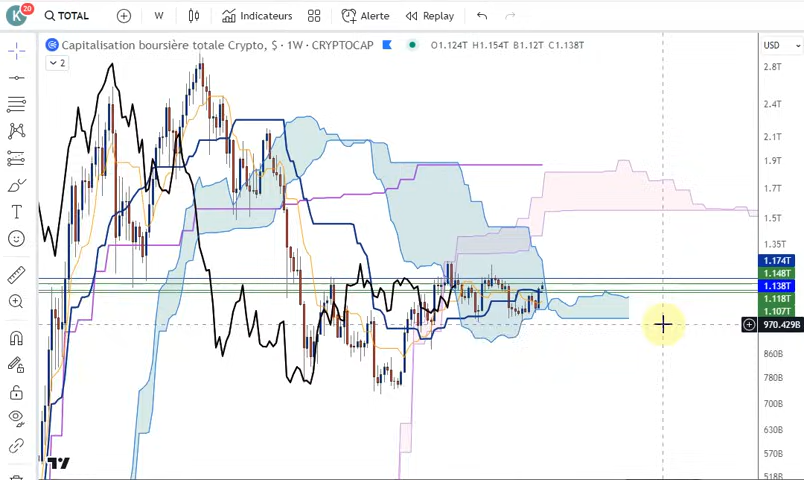 K 20 TOTAL W Indicateurs Alerte Replay
Capitalisation boursière totale Crypto, $ · 1W · CRYPTOCAP O1.124T H1.154T B1.12T C1.138T
USD
2
2.8T
2.4T
2.1T
1.9T
1.7T
1.5T
1.35T
1.174T
1.148T
1.138T
1.118T
1.107T
970.429B
860B
780B
700B
630B
570B
518B